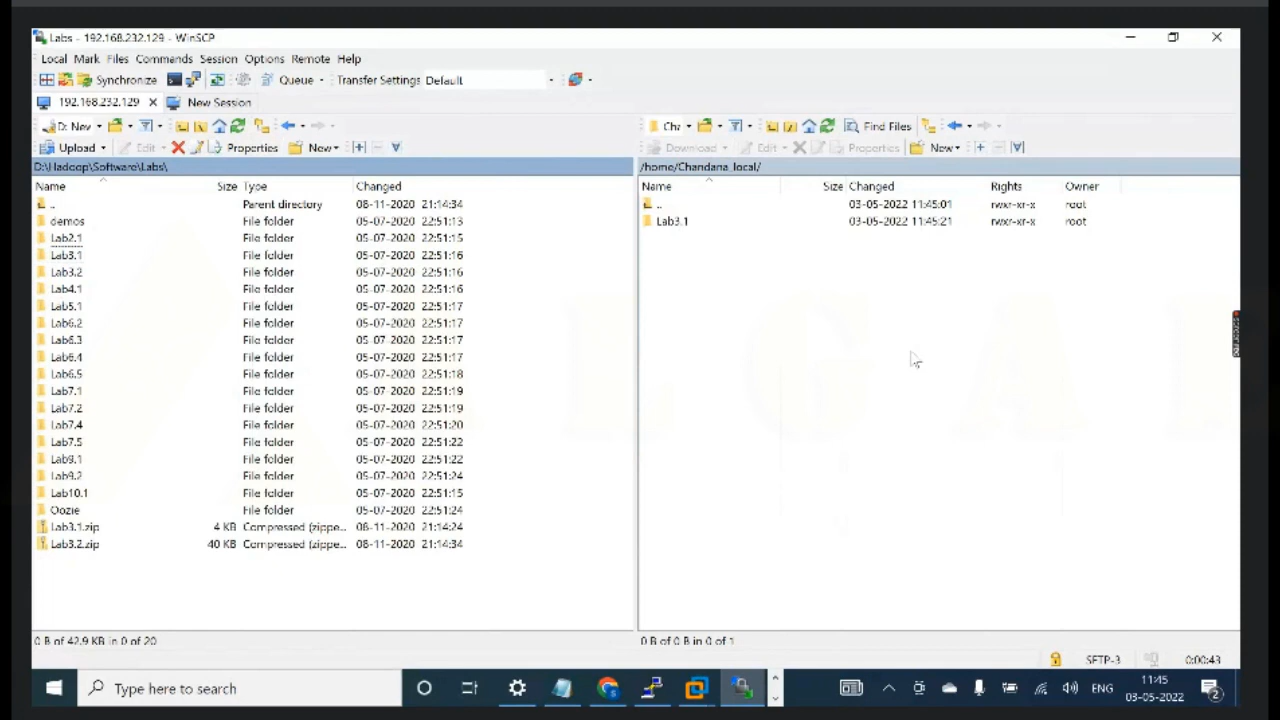 Labs - 192.168.232.129 - WinSCP
Local Mark Files Commands Session Options Remote Help
Synchronize Queue Transfer Settings Default
192.168.232.129 New Session
D: Nev
Chr Find Files
Upload Edit Properties New
Download Edit Properties New
D:\Hadoop\Software\Labs\
/home/Chandana_local/
Name Size Type Changed
.. Parent directory 08-11-2020 21:14:34
demos File folder 05-07-2020 22:51:13
Lab2.1 File folder 05-07-2020 22:51:15
Lab3.1 File folder 05-07-2020 22:51:16
Lab3.2 File folder 05-07-2020 22:51:16
Lab4.1 File folder 05-07-2020 22:51:16
Lab5.1 File folder 05-07-2020 22:51:17
Lab6.2 File folder 05-07-2020 22:51:17
Lab6.3 File folder 05-07-2020 22:51:17
Lab6.4 File folder 05-07-2020 22:51:17
Lab6.5 File folder 05-07-2020 22:51:18
Lab7.1 File folder 05-07-2020 22:51:19
Lab7.2 File folder 05-07-2020 22:51:19
Lab7.4 File folder 05-07-2020 22:51:20
Lab7.5 File folder 05-07-2020 22:51:22
Lab9.1 File folder 05-07-2020 22:51:22
Lab9.2 File folder 05-07-2020 22:51:24
Lab10.1 File folder 05-07-2020 22:51:15
Oozie File folder 05-07-2020 22:51:24
Lab3.1.zip 4 KB Compressed (zippe... 08-11-2020 21:14:24
Lab3.2.zip 40 KB Compressed (zippe... 08-11-2020 21:14:34
Name Size Changed Rights Owner
.. 03-05-2022 11:45:01 rwxr-xr-x root
Lab3.1 03-05-2022 11:45:21 rwxr-xr-x root
0 B of 42.9 KB in 0 of 20
0 B of 0 B in 0 of 1
SFTP-3 0:00:43
Type here to search
ENG
11:45
03-05-2022
2